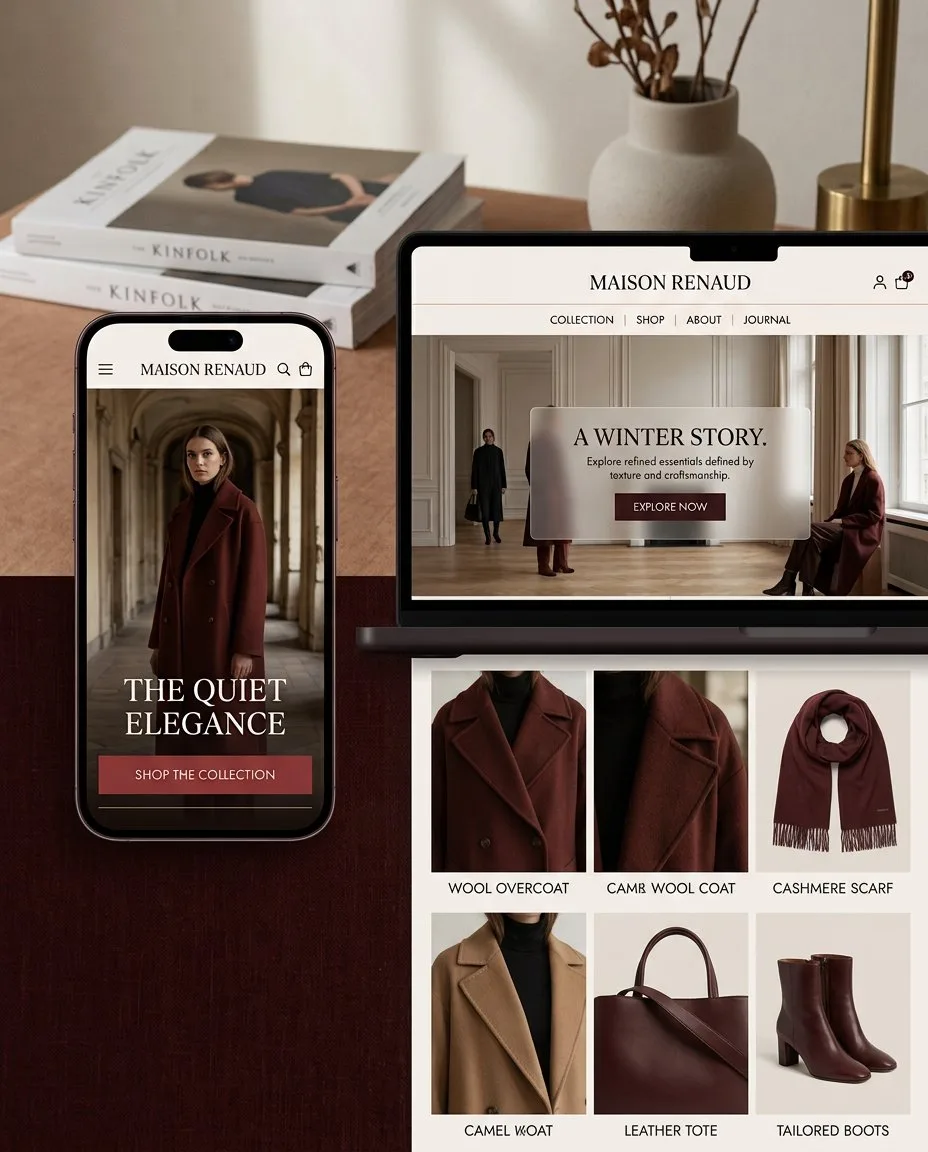 KINFOLK
THE KINFOLK
KINFOLK
MAISON RENAUD
COLLECTION | SHOP | ABOUT | JOURNAL
A WINTER STORY.
Explore refined essentials defined by
texture and craftsmanship.
EXPLORE NOW
MAISON RENAUD
THE QUIET
ELEGANCE
SHOP THE COLLECTION
WOOL OVERCOAT
CAMB WOOL COAT
CASHMERE SCARF
CAMEL WOAT
LEATHER TOTE
TAILORED BOOTS